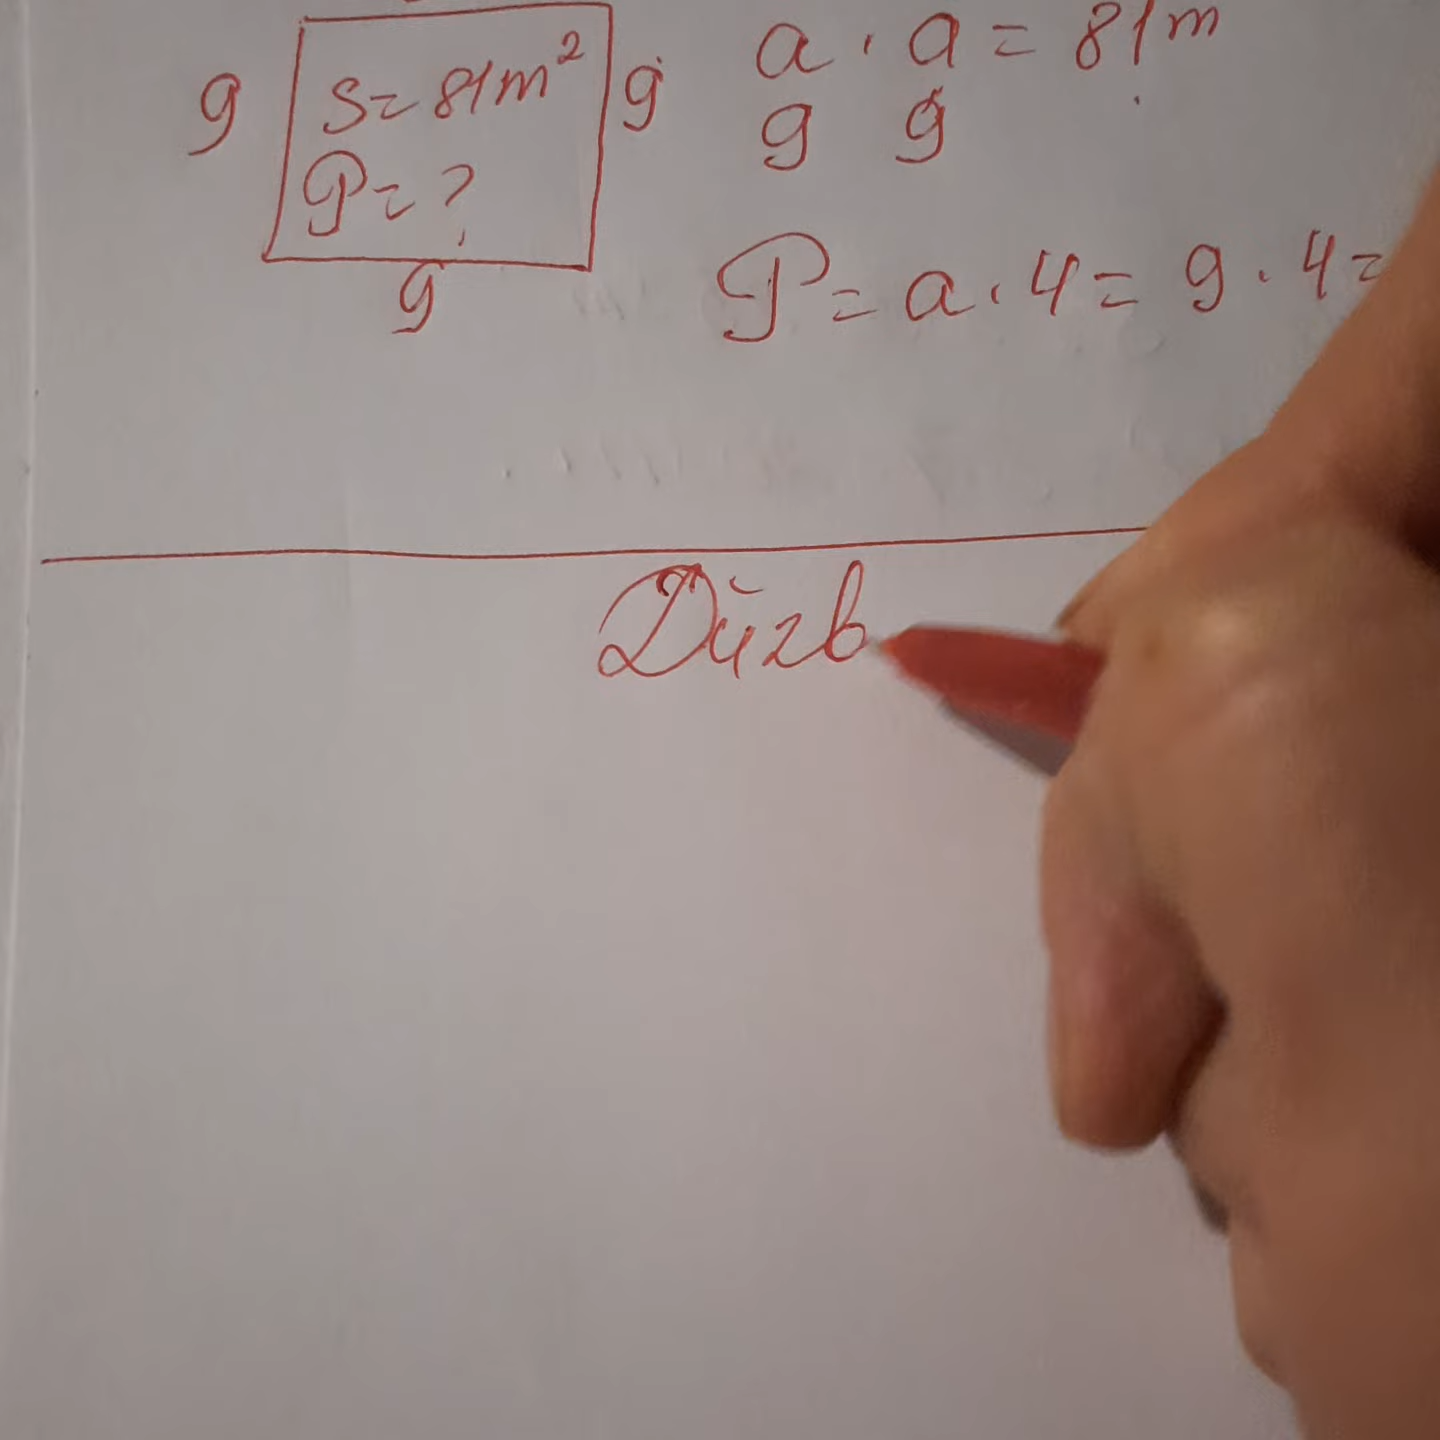 9 S=81m² 9 a · a = 81m
P=? 9 9
9 P = a · 4 = 9 · 4 =
Düzb